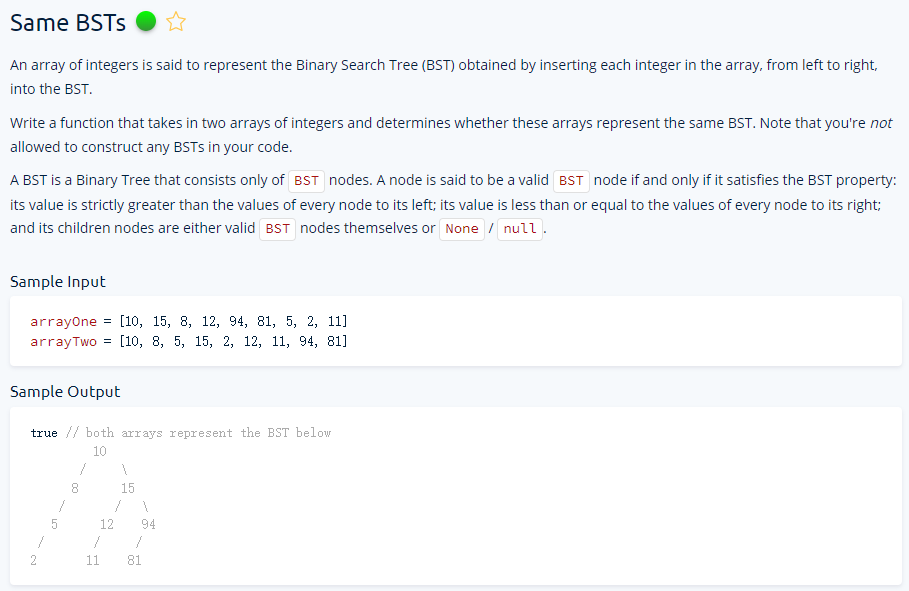 Same BSTs
An array of integers is said to represent the Binary Search Tree (BST) obtained by inserting each integer in the array, from left to right,
into the BST.
Write a function that takes in two arrays of integers and determines whether these arrays represent the same BST. Note that you're not
allowed to construct any BSTs in your code.
A BST is a Binary Tree that consists only of BST nodes. A node is said to be a valid BST node if and only if it satisfies the BST property:
its value is strictly greater than the values of every node to its left; its value is less than or equal to the values of every node to its right;
and its children nodes are either valid BST nodes themselves or None / null.
Sample Input
arrayOne = [10, 15, 8, 12, 94, 81, 5, 2, 11]
arrayTwo = [10, 8, 5, 15, 2, 12, 11, 94, 81]
Sample Output
true // both arrays represent the BST below
10
/ \
8 15
/ / \
5 12 94
/ / /
2 11 81